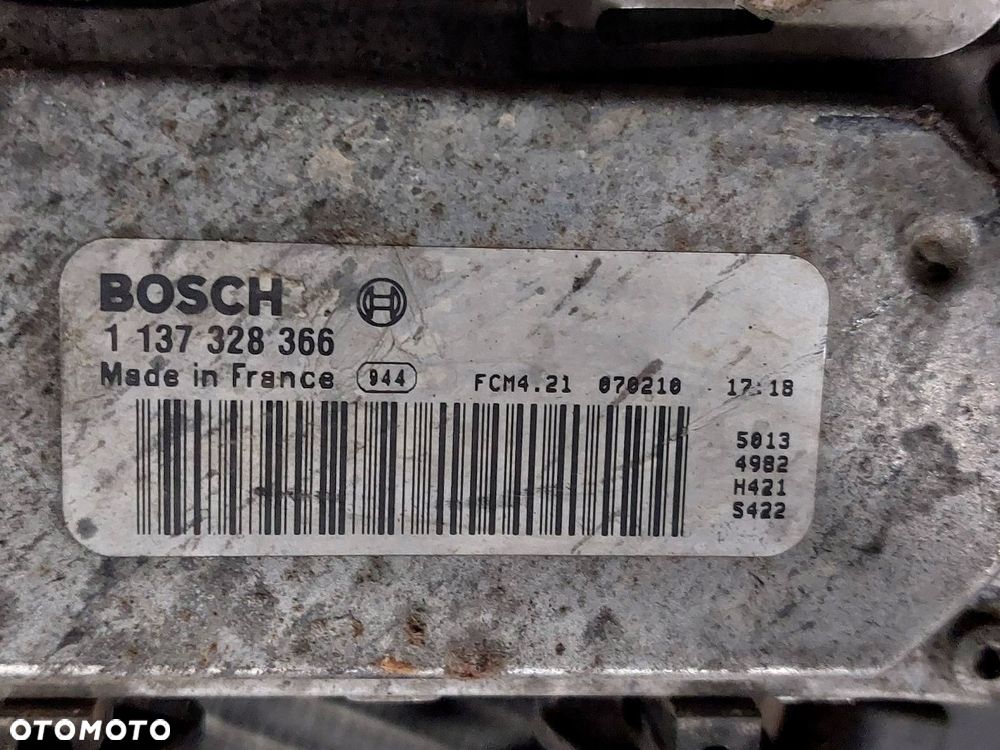 BOSCH
1 137 328 366
Made in France 944 FCM4.21 070210 17:18
5013
4982
H421
S422
OTOMOTO